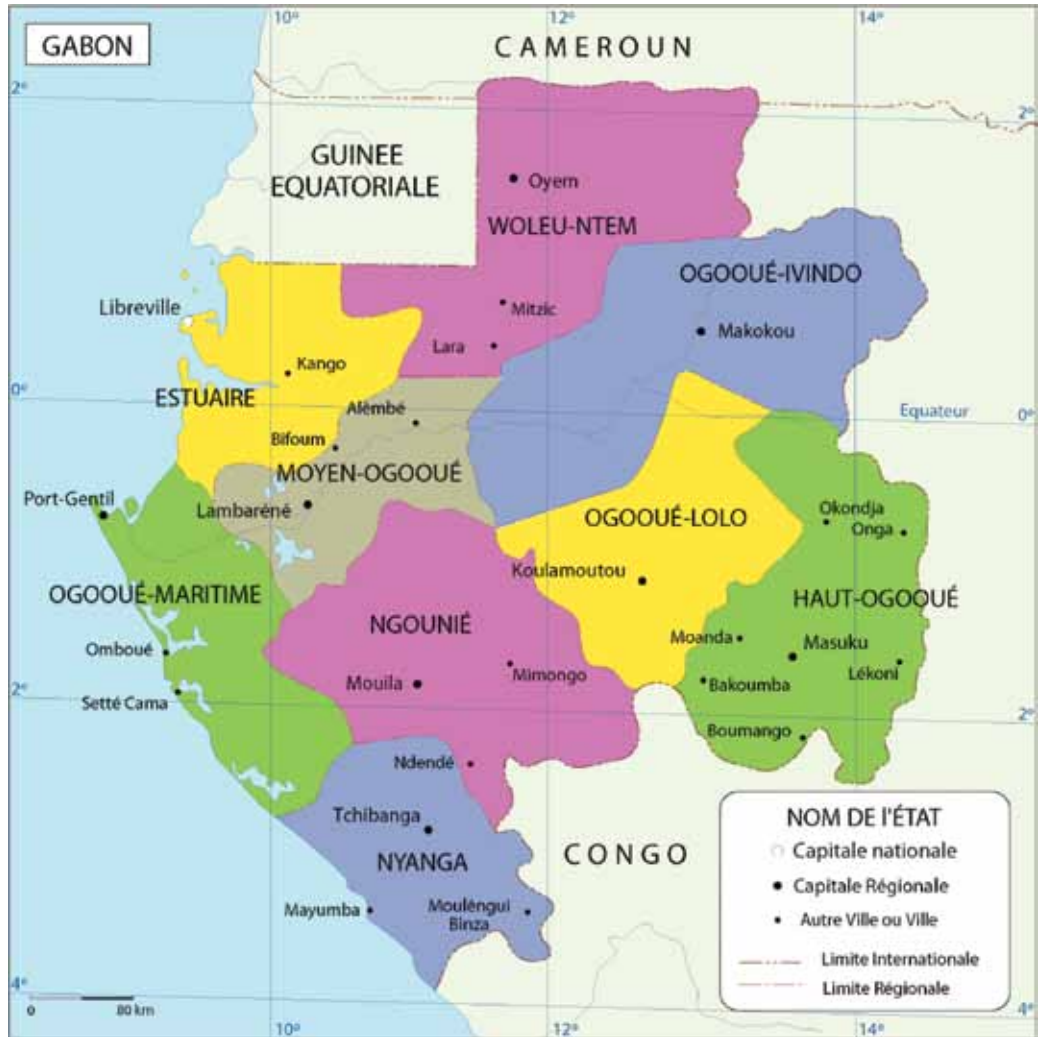 GABON
10°
12°
14°
CAMEROUN
2°
2°
GUINEE
EQUATORIALE
Oyem
WOLEU-NTEM
OGOOUÉ-IVINDO
Libreville
Mitzic
Makokou
Lara
Kango
ESTUAIRE
0°
Alèmbé
Equateur
0°
Bifoum
MOYEN-OGOOUÉ
Port-Gentil
Lambaréné
OGOOUÉ-LOLO
Okondja
Onga
Koulamoutou
OGOOUÉ-MARITIME
HAUT-OGOOUÉ
NGOUNIÉ
Moanda
Masuku
Omboué
Mimongo
Lékoni
Mouila
Bakoumba
Setté Cama
2°
2°
Boumango
Ndendé
Tchibanga
NYANGA
CONGO
Mayumba
Moulèngui
Binza
NOM DE l'ÉTAT
Capitale nationale
Capitale Régionale
Autre Ville ou Ville
Limite Internationale
Limite Régionale
4°
4°
0 80 km
10°
12°
14°